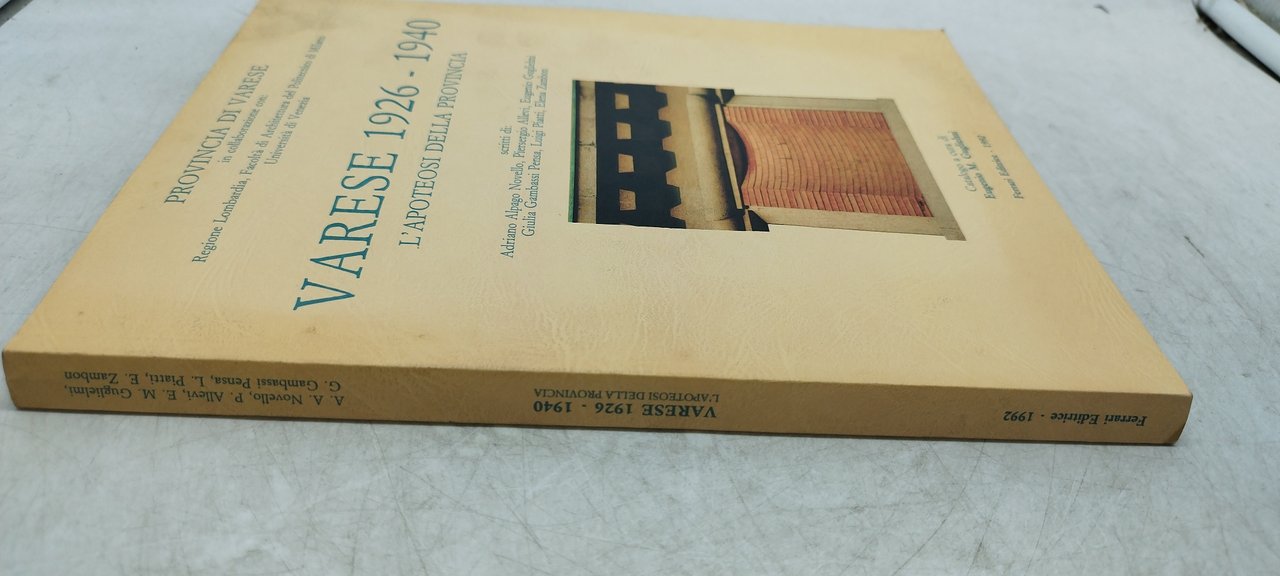 PROVINCIA DI VARESE
in collaborazione con:
Regione Lombardia, Facoltà di Architettura del Politecnico di Milano
Università di Venezia
VARESE 1926 - 1940
L'APOTEOSI DELLA PROVINCIA
scritti di:
Adriano Alpago Novello, Piersergio Allevi, Eugenio Guglielmi
Giulia Gambassi Pensa, Luigi Piatti, Elena Zambon
Catalogo a cura di
Eugenio M. Guglielmi
Ferrari Editrice - 1992
A. A. Novello, P. Allevi, E. M. Guglielmi,
G. Gambassi Pensa, L. Piatti, E. Zambon
VARESE 1926 - 1940
L'APOTEOSI DELLA PROVINCIA
Ferrari Editrice - 1992